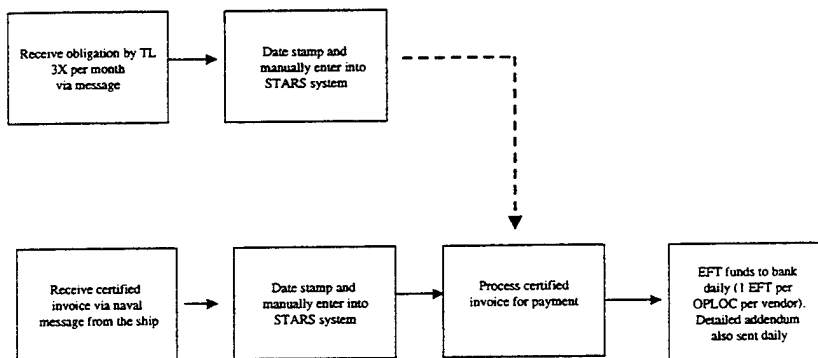 Receive obligation by TL
3X per month
via message
Date stamp and
manually enter into
STARS system
Receive certified
invoice via naval
message from the ship
Date stamp and
manually enter into
STARS system
Process certified
invoice for payment
EFT funds to bank
daily (1 EFT per
OPLOC per vendor).
Detailed addendum
also sent daily